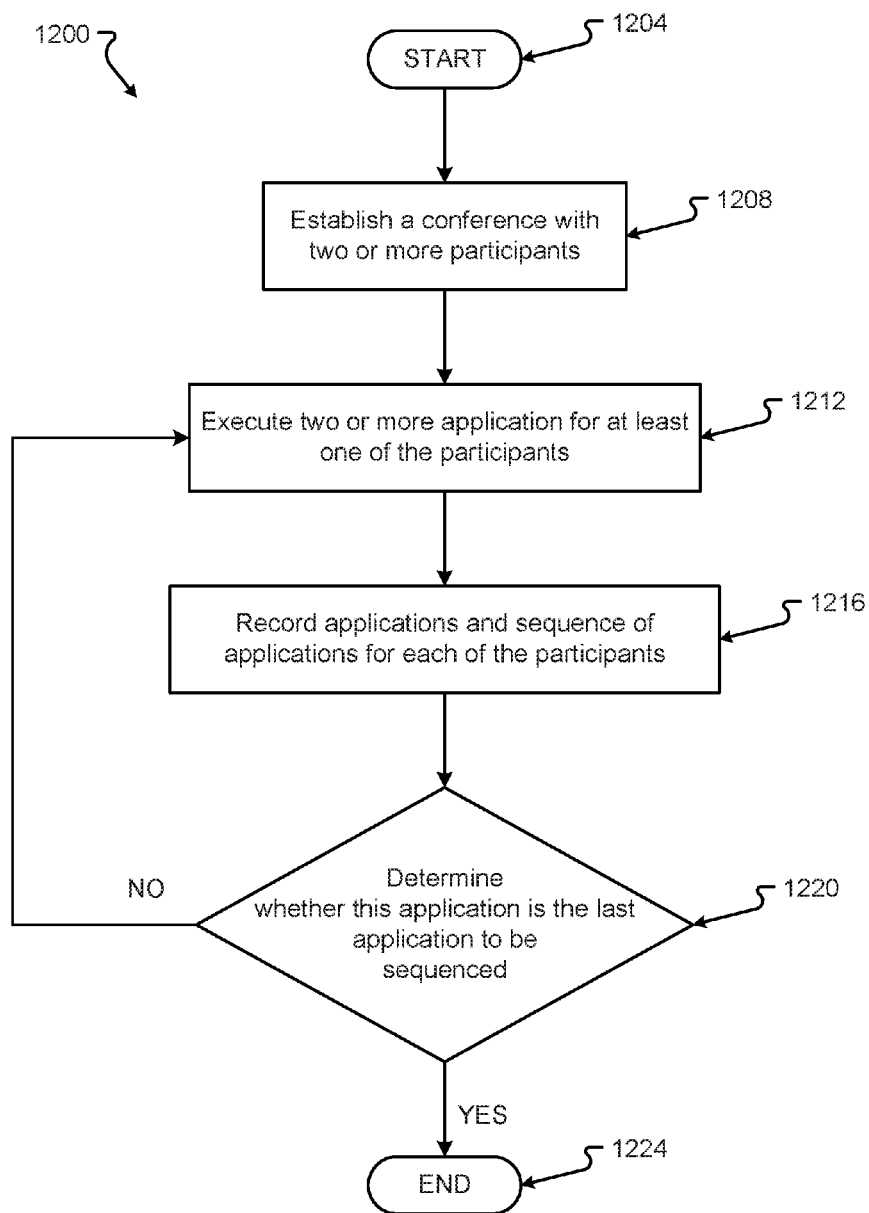 1200
START
1204
Establish a conference with
two or more participants
1208
Execute two or more application for at least
one of the participants
1212
Record applications and sequence of
applications for each of the participants
1216
NO
Determine
whether this application is the last
application to be
sequenced
1220
YES
END
1224